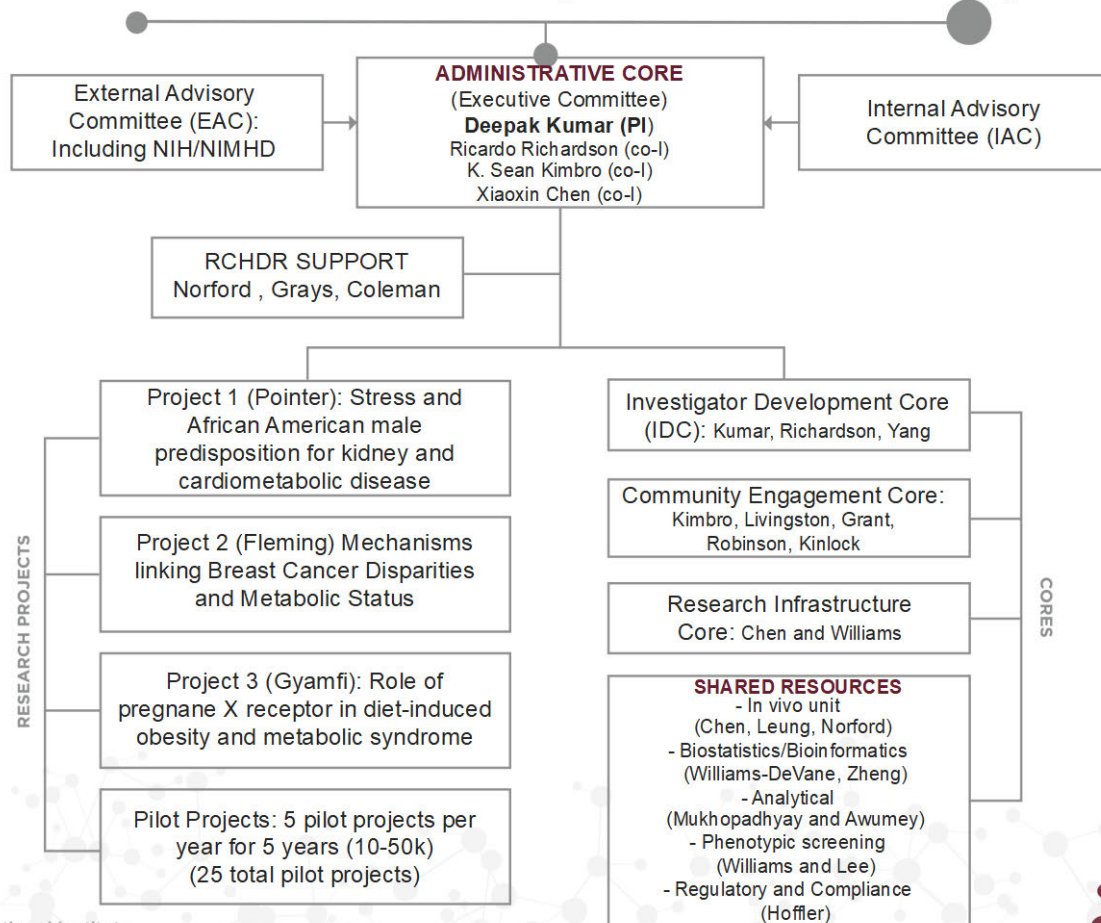 External Advisory
Committee (EAC):
Including NIH/NIMHD
ADMINISTRATIVE CORE
(Executive Committee)
Deepak Kumar (PI)
Ricardo Richardson (co-I)
K. Sean Kimbro (co-I)
Xiaoxin Chen (co-I)
Internal Advisory
Committee (IAC)
RCHDR SUPPORT
Norford , Grays, Coleman
RESEARCH PROJECTS
Project 1 (Pointer): Stress and
African American male
predisposition for kidney and
cardiometabolic disease
Project 2 (Fleming) Mechanisms
linking Breast Cancer Disparities
and Metabolic Status
Project 3 (Gyamfi): Role of
pregnane X receptor in diet-induced
obesity and metabolic syndrome
Pilot Projects: 5 pilot projects per
year for 5 years (10-50k)
(25 total pilot projects)
Investigator Development Core
(IDC): Kumar, Richardson, Yang
Community Engagement Core:
Kimbro, Livingston, Grant,
Robinson, Kinlock
Research Infrastructure
Core: Chen and Williams
SHARED RESOURCES
- In vivo unit
(Chen, Leung, Norford)
- Biostatistics/Bioinformatics
(Williams-DeVane, Zheng)
- Analytical
(Mukhopadhyay and Awumey)
- Phenotypic screening
(Williams and Lee)
- Regulatory and Compliance
(Hoffler)
CORES